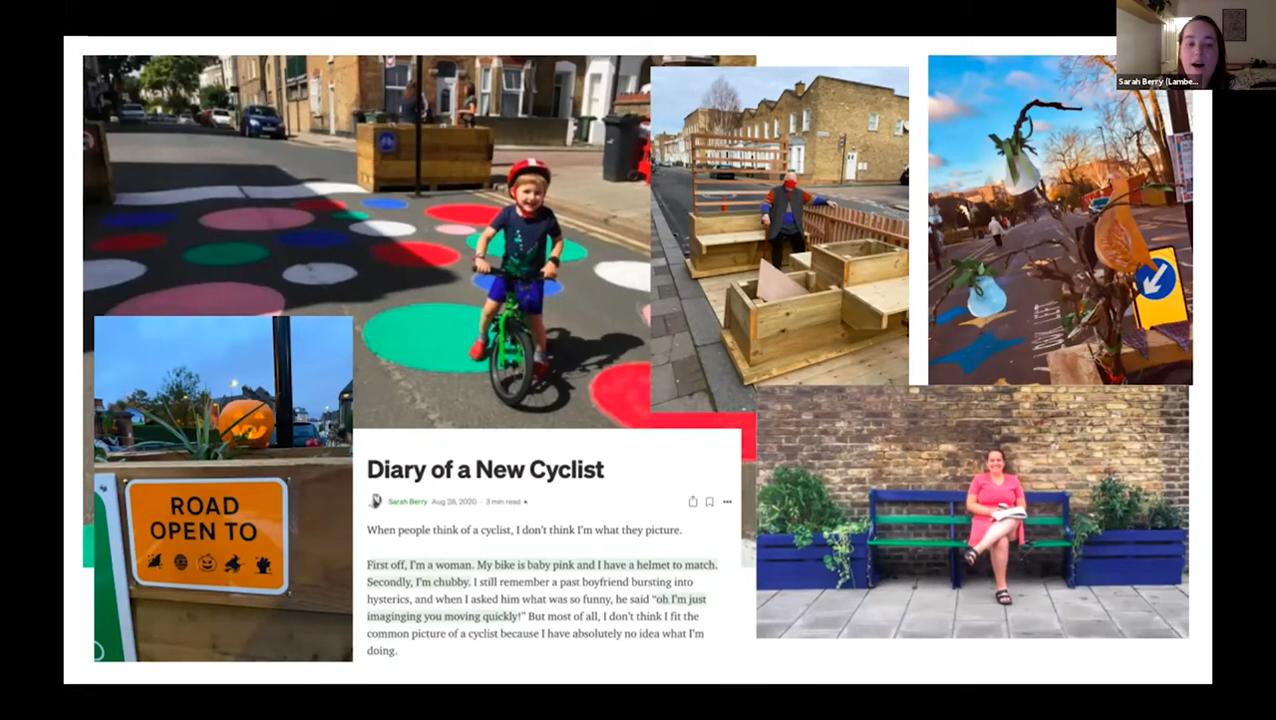 Sarah Berry (Lambe...
LOOK LEFT
ROAD
OPEN TO
Diary of a New Cyclist
Sarah Berry Aug 28, 2020 · 3 min read
When people think of a cyclist, I don't think I'm what they picture.
First off, I'm a woman. My bike is baby pink and I have a helmet to match.
Secondly, I'm chubby. I still remember a past boyfriend bursting into
hysterics, and when I asked him what was so funny, he said “oh I'm just
imaginging you moving quickly!” But most of all, I don't think I fit the
common picture of a cyclist because I have absolutely no idea what I'm
doing.